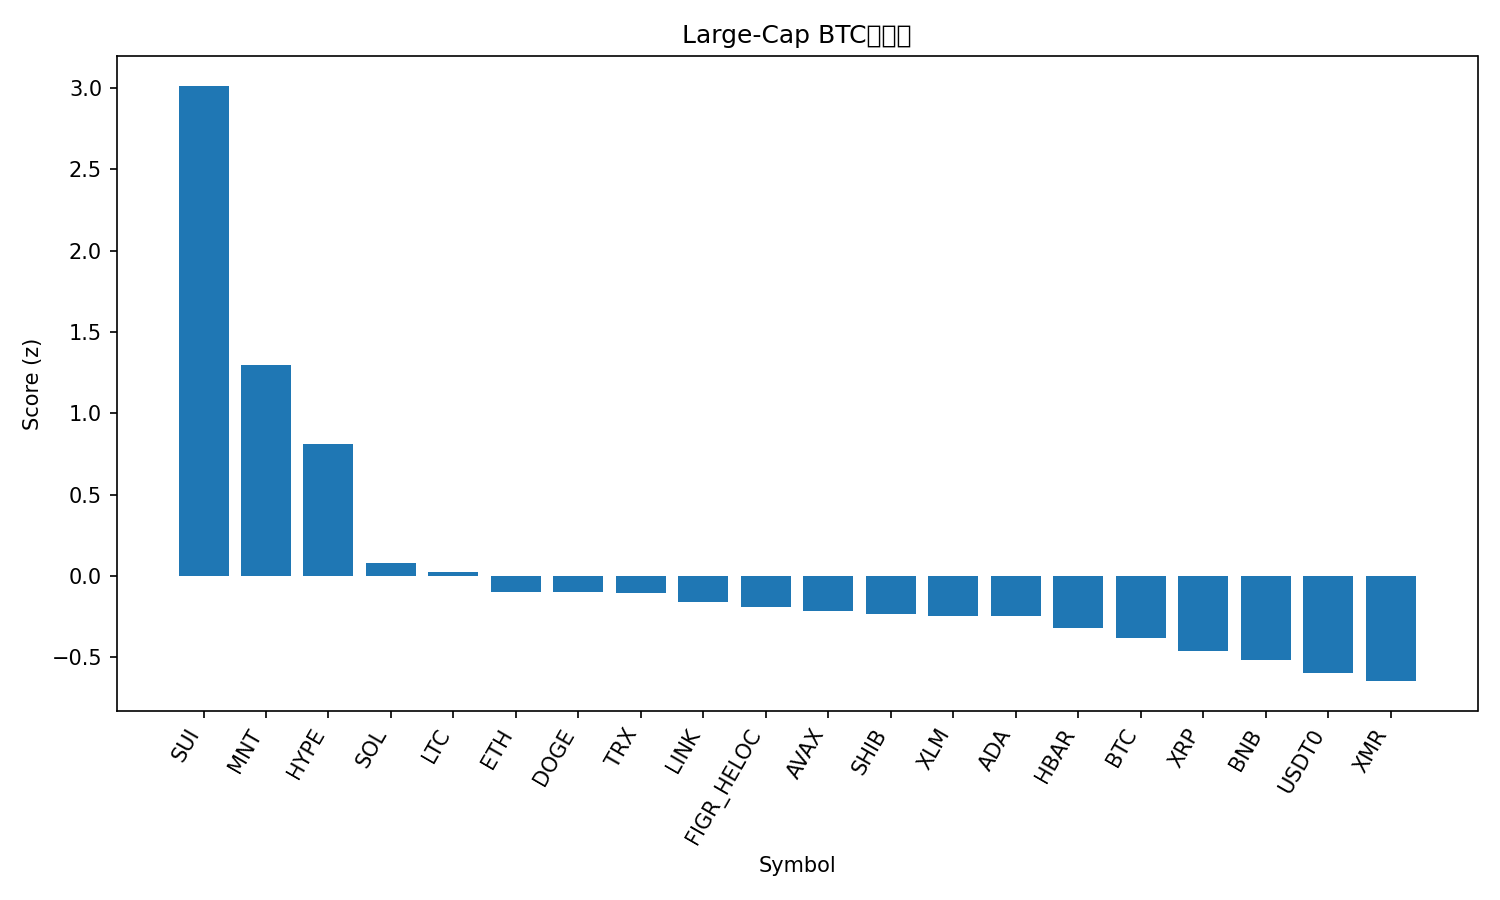 Large-Cap BTC
Score (z)
3.0
2.5
2.0
1.5
1.0
0.5
0.0
−0.5
SUI
MNT
HYPE
SOL
LTC
ETH
DOGE
TRX
LINK
FIGR_HELOC
AVAX
SHIB
XLM
ADA
HBAR
BTC
XRP
BNB
USDT0
XMR
Symbol